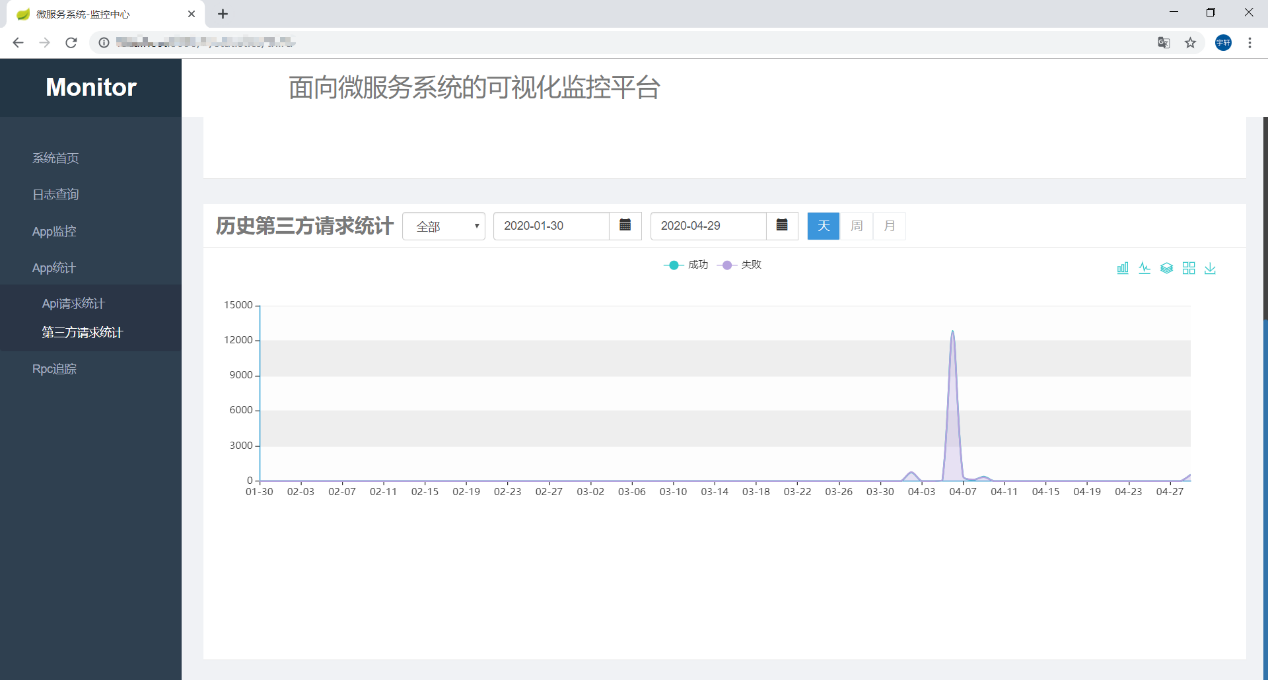 微服务系统-监控中心
宇轩
Monitor
面向微服务系统的可视化监控平台
系统首页
日志查询
App监控
App统计
Api请求统计
第三方请求统计
Rpc追踪
历史第三方请求统计 全部 2020-01-30 2020-04-29 天 周 月
成功 失败
15000
12000
9000
6000
3000
0
01-30 02-03 02-07 02-11 02-15 02-19 02-23 02-27 03-02 03-06 03-10 03-14 03-18 03-22 03-26 03-30 04-03 04-07 04-11 04-15 04-19 04-23 04-27